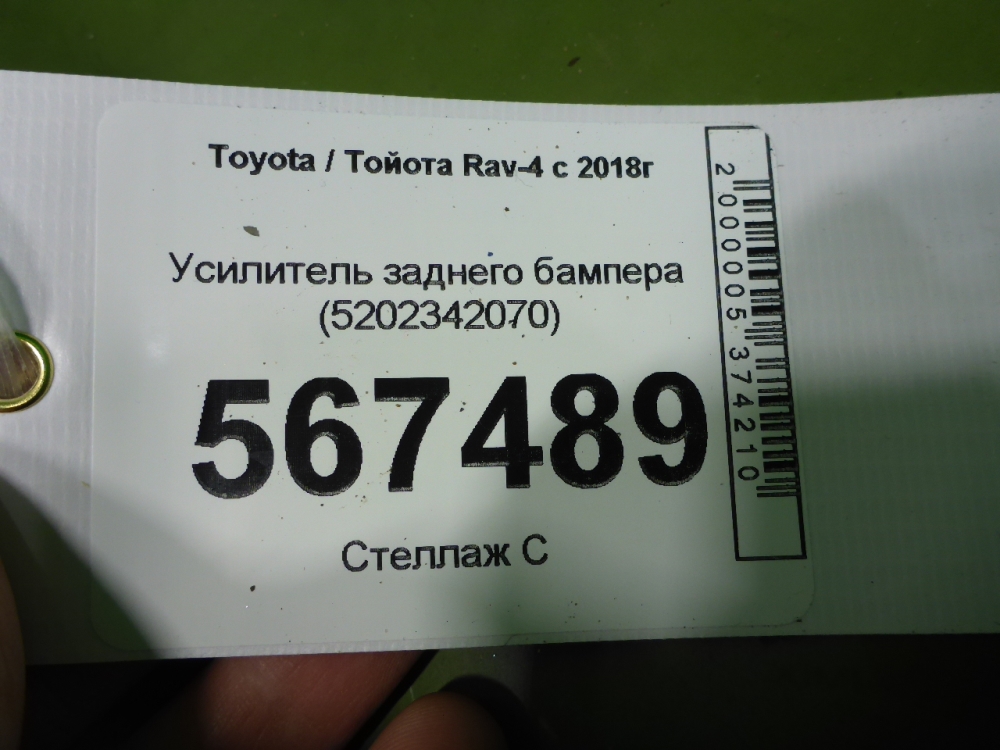 Toyota / Тойота Rav-4 с 2018г
Усилитель заднего бампера
(5202342070)
567489
Стеллаж С
2000005374210